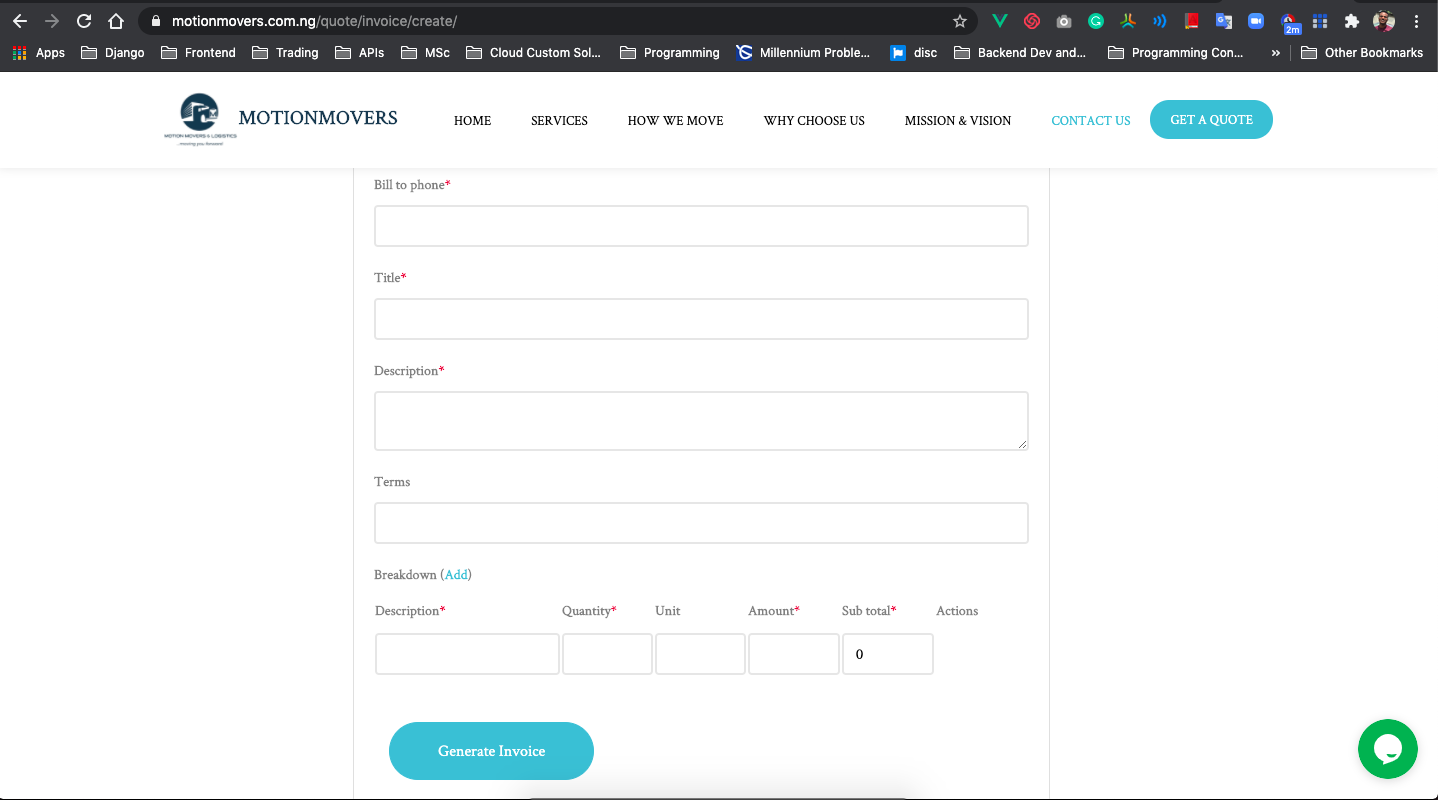 motionmovers.com.ng/quote/invoice/create/
2m
Apps Django Frontend Trading APIs MSc Cloud Custom Sol... Programming Millennium Proble... disc Backend Dev and... Programming Con... » Other Bookmarks
MOTION MOVERS & LOGISTICS
...moving you forward
MOTIONMOVERS HOME SERVICES HOW WE MOVE WHY CHOOSE US MISSION & VISION CONTACT US GET A QUOTE
Bill to phone*
Title*
Description*
Terms
Breakdown (Add)
Description* Quantity* Unit Amount* Sub total* Actions
0
Generate Invoice